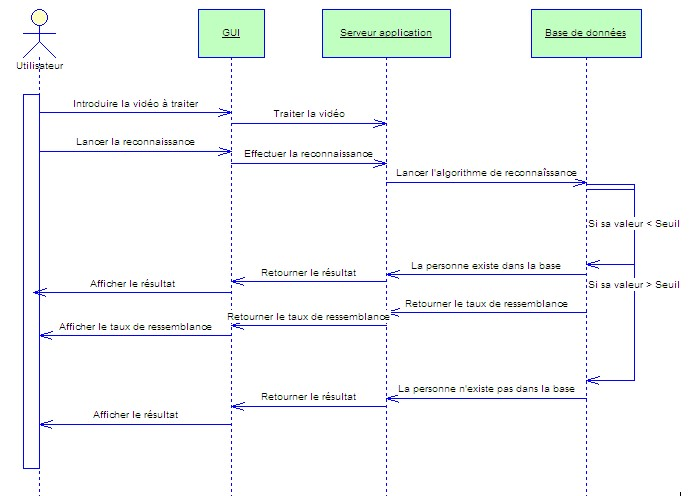 GUI
Serveur application
Base de données
Utilisateur
Introduire la vidéo à traiter
Traiter la vidéo
Lancer la reconnaissance
Effectuer la reconnaissance
Lancer l'algorithme de reconnaîssance
Si sa valeur < Seuil
La personne existe dans la base
Retourner le résultat
Afficher le résultat
Si sa valeur > Seuil
Retourner le taux de ressemblance
Retourner le taux de ressemblance
Afficher le taux de ressemblance
La personne n'existe pas dans la base
Retourner le résultat
Afficher le résultat